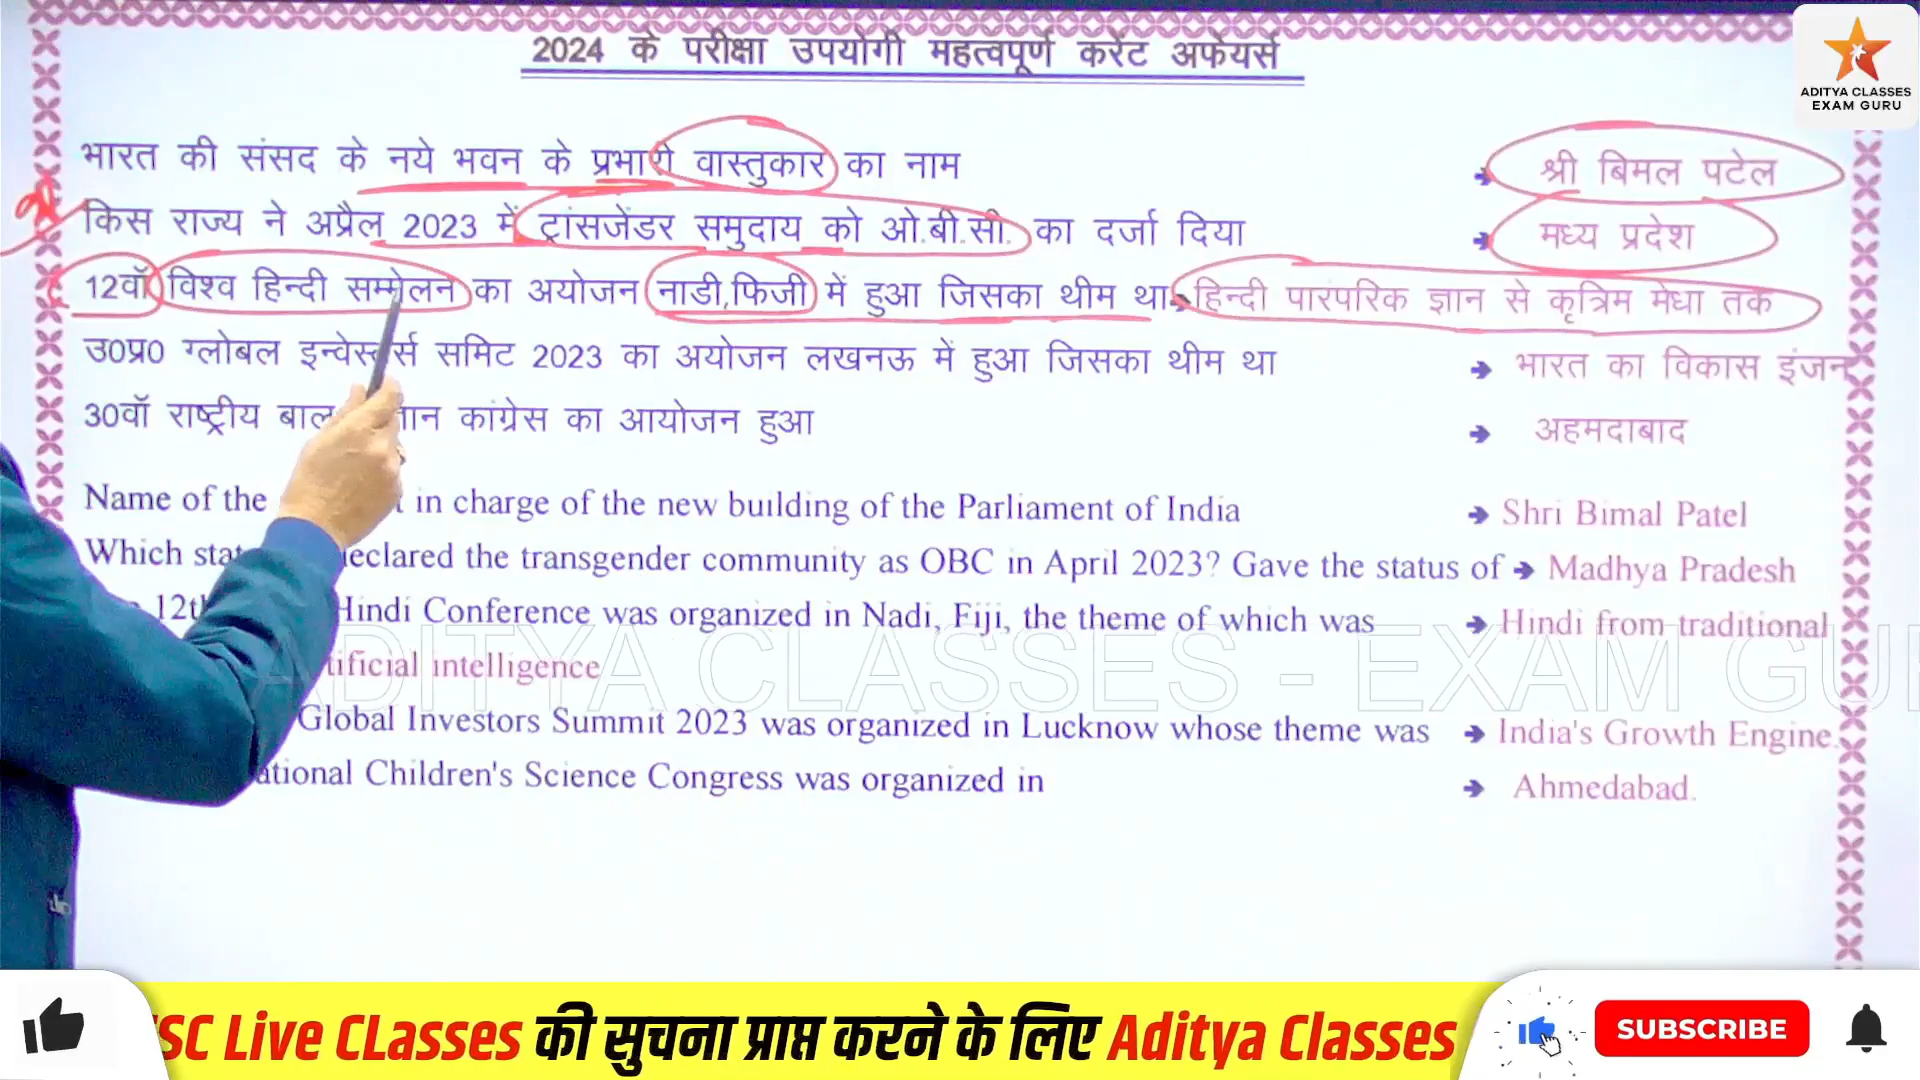 2024 के परीक्षा उपयोगी महत्वपूर्ण करेंट अफेयर्स
ADITYA CLASSES
EXAM GURU
भारत की संसद के नये भवन के प्रभारी वास्तुकार का नाम → श्री बिमल पटेल
किस राज्य ने अप्रैल 2023 में ट्रांसजेंडर समुदाय को ओ.बी.सी. का दर्जा दिया → मध्य प्रदेश
12वॉ विश्व हिन्दी सम्मेलन का अयोजन नाडी,फिजी में हुआ जिसका थीम था → हिन्दी पारंपरिक ज्ञान से कृत्रिम मेधा तक
उ0प्र0 ग्लोबल इन्वेस्टर्स समिट 2023 का अयोजन लखनऊ में हुआ जिसका थीम था → भारत का विकास इंजन
30वॉ राष्ट्रीय बाल कांग्रेस का आयोजन हुआ → अहमदाबाद
Name of the in charge of the new building of the Parliament of India → Shri Bimal Patel
Which declared the transgender community as OBC in April 2023? Gave the status of → Madhya Pradesh
Hindi Conference was organized in Nadi, Fiji, the theme of which was → Hindi from traditional
intelligence
Global Investors Summit 2023 was organized in Lucknow whose theme was → India's Growth Engine.
Children's Science Congress was organized in → Ahmedabad.
ADITYA CLASSES - EXAM
SC Live CLasses की सुचना प्राप्त करने के लिए Aditya Classes
SUBSCRIBE